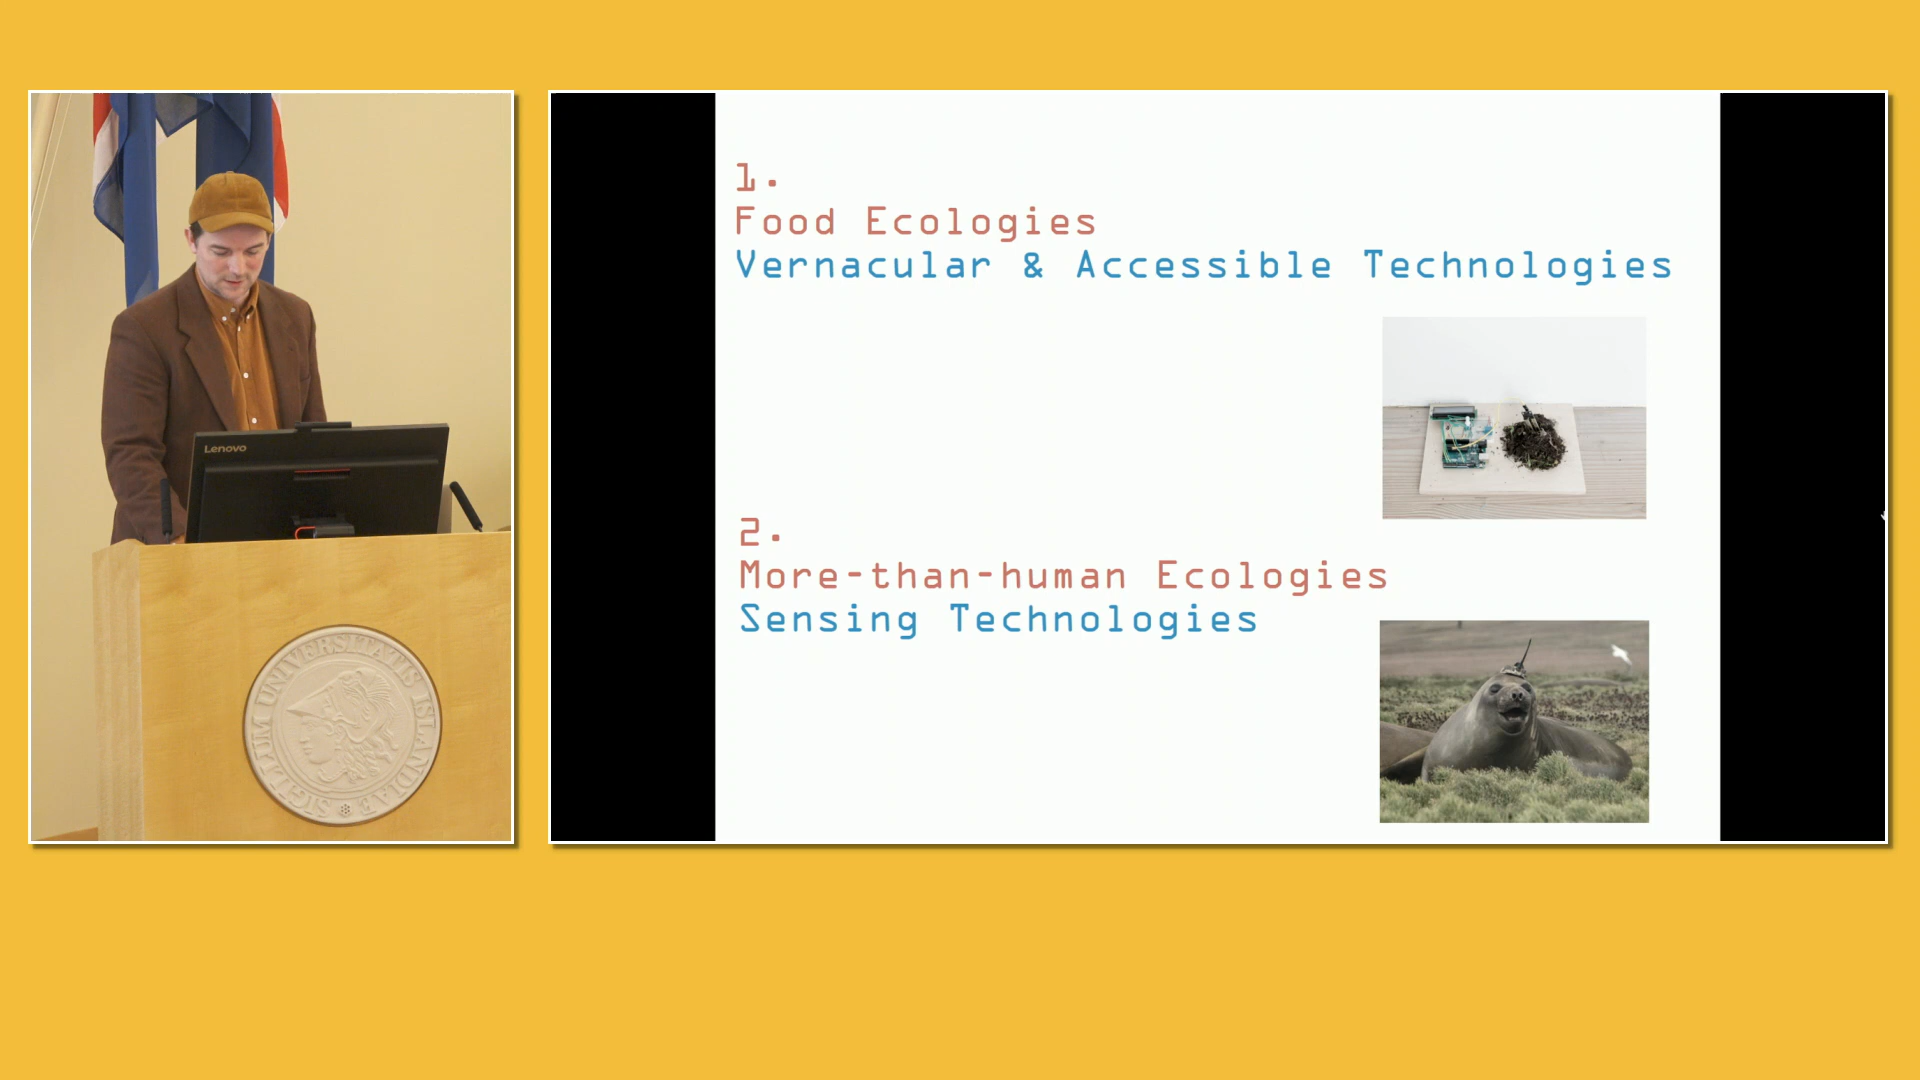 Lenovo
SIGILLUM UNIVERSITATIS ISLANDIAE
1.
Food Ecologies
Vernacular & Accessible Technologies
2.
More-than-human Ecologies
Sensing Technologies